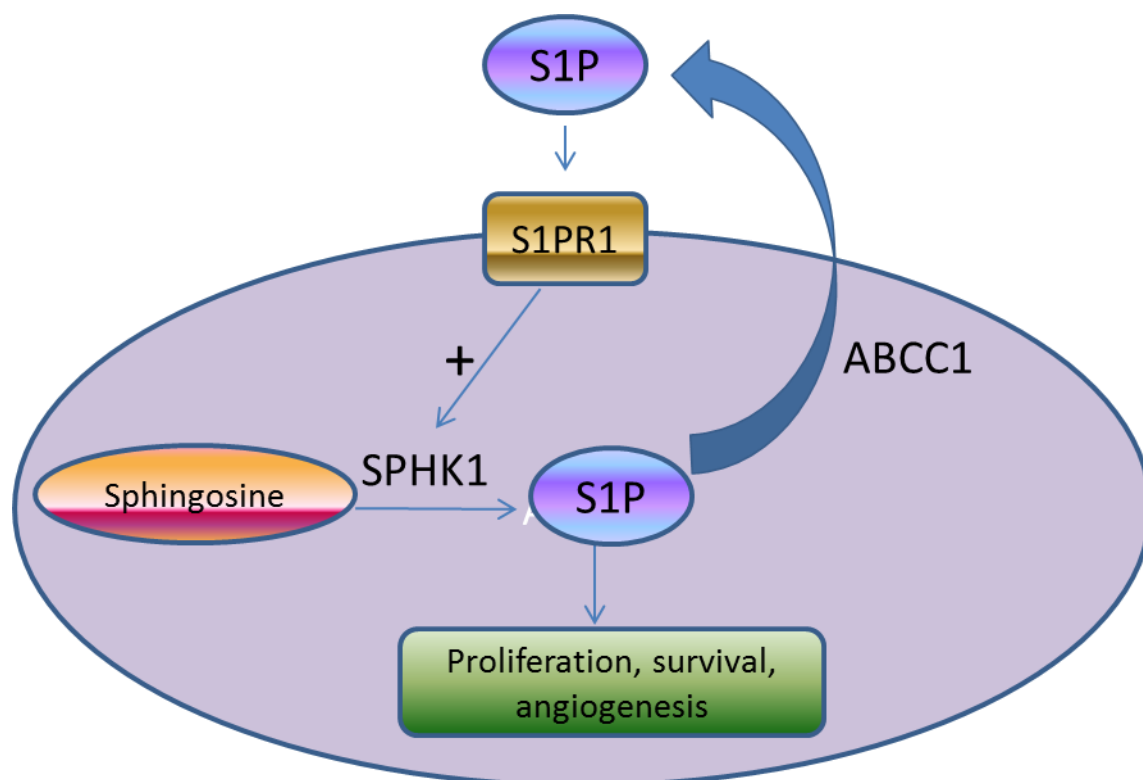 S1P
S1PR1
ABCC1
+
SPHK1
Sphingosine
S1P
A
Proliferation, survival,
angiogenesis